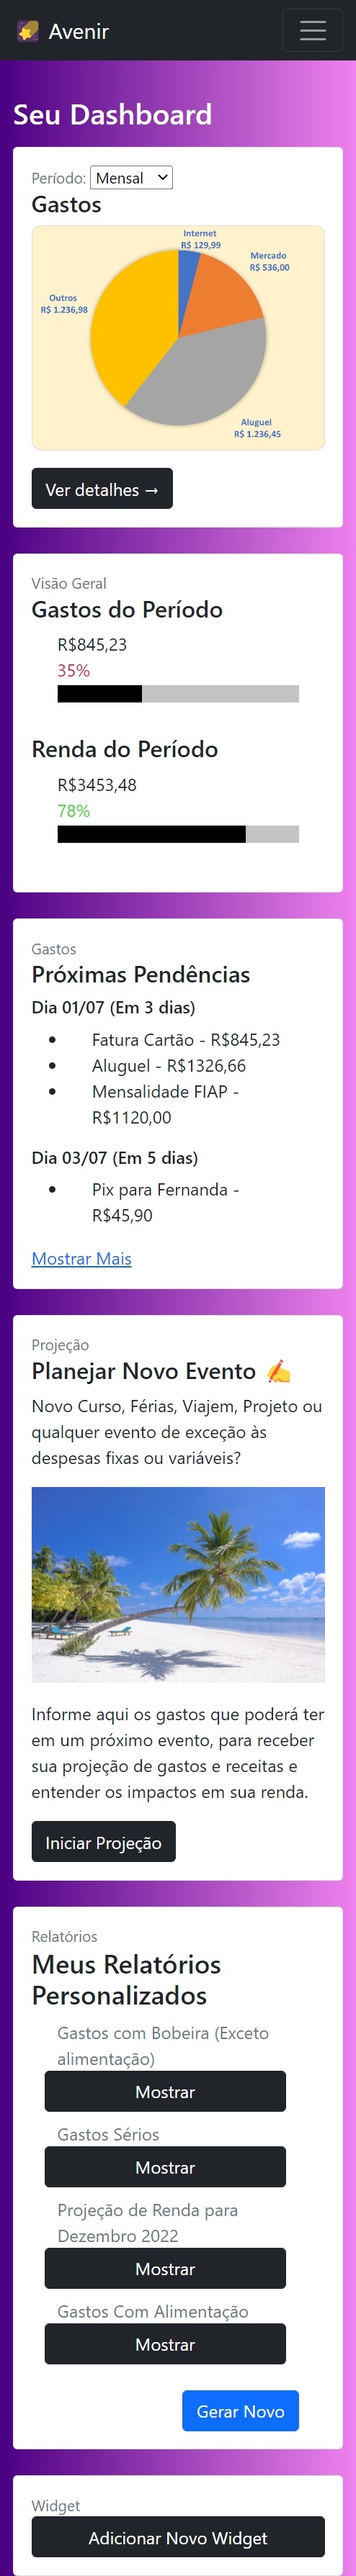 Avenir
Seu Dashboard
Período: Mensal
Gastos
Internet
R$ 129,99
Mercado
R$ 536,00
Outros
R$ 1.236,98
Aluguel
R$ 1.236,45
Ver detalhes →
Visão Geral
Gastos do Período
R$845,23
35%
Renda do Período
R$3453,48
78%
Gastos
Próximas Pendências
Dia 01/07 (Em 3 dias)
• Fatura Cartão - R$845,23
• Aluguel - R$1326,66
• Mensalidade FIAP -
R$1120,00
Dia 03/07 (Em 5 dias)
• Pix para Fernanda -
R$45,90
Mostrar Mais
Projeção
Planejar Novo Evento ✍️
Novo Curso, Férias, Viajem, Projeto ou
qualquer evento de exceção às
despesas fixas ou variáveis?
Informe aqui os gastos que poderá ter
em um próximo evento, para receber
sua projeção de gastos e receitas e
entender os impactos em sua renda.
Iniciar Projeção
Relatórios
Meus Relatórios
Personalizados
Gastos com Bobeira (Exceto
alimentação)
Mostrar
Gastos Sérios
Mostrar
Projeção de Renda para
Dezembro 2022
Mostrar
Gastos Com Alimentação
Mostrar
Gerar Novo
Widget
Adicionar Novo Widget